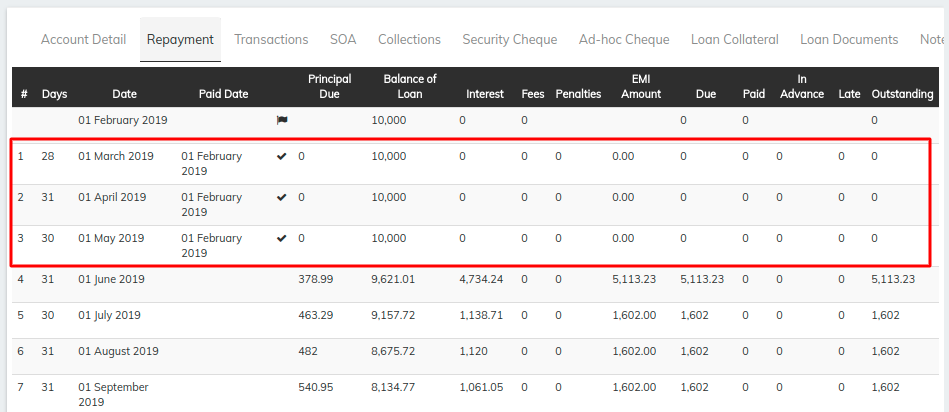 Account Detail Repayment Transactions SOA Collections Security Cheque Ad-hoc Cheque Loan Collateral Loan Documents Note
# Days Date Paid Date Principal Due Balance of Loan Interest Fees Penalties EMI Amount Due Paid In Advance Late Outstanding
01 February 2019 10,000 0 0 0 0
1 28 01 March 2019 01 February 2019 0 10,000 0 0 0 0.00 0 0 0 0 0
2 31 01 April 2019 01 February 2019 0 10,000 0 0 0 0.00 0 0 0 0 0
3 30 01 May 2019 01 February 2019 0 10,000 0 0 0 0.00 0 0 0 0 0
4 31 01 June 2019 378.99 9,621.01 4,734.24 0 0 5,113.23 5,113.23 0 0 0 5,113.23
5 30 01 July 2019 463.29 9,157.72 1,138.71 0 0 1,602.00 1,602 0 0 0 1,602
6 31 01 August 2019 482 8,675.72 1,120 0 0 1,602.00 1,602 0 0 0 1,602
7 31 01 September 2019 540.95 8,134.77 1,061.05 0 0 1,602.00 1,602 0 0 0 1,602